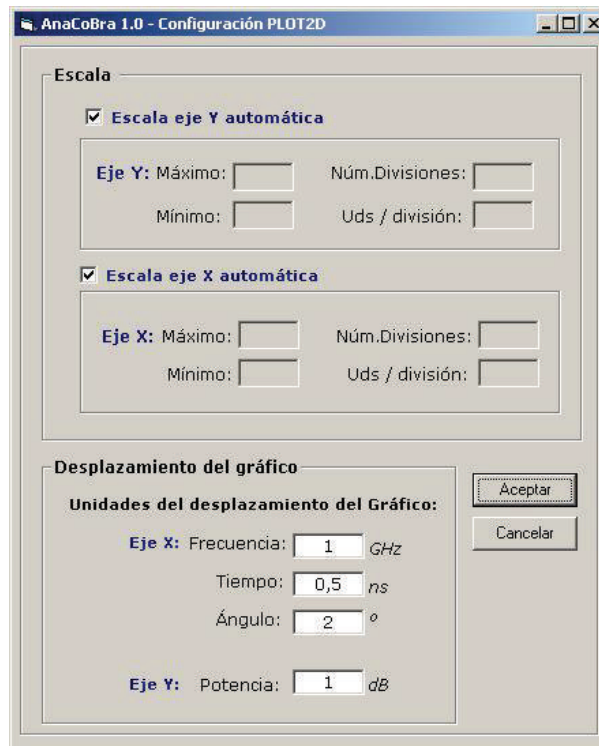 AnaCoBra 1.0 - Configuración PLOT2D
Escala
Escala eje Y automática
Eje Y: Máximo: Núm.Divisiones:
Mínimo: Uds / división:
Escala eje X automática
Eje X: Máximo: Núm.Divisiones:
Mínimo: Uds / división:
Desplazamiento del gráfico
Unidades del desplazamiento del Gráfico:
Eje X: Frecuencia: 1 GHz
Tiempo: 0,5 ns
Ángulo: 2 º
Eje Y: Potencia: 1 dB
Aceptar
Cancelar